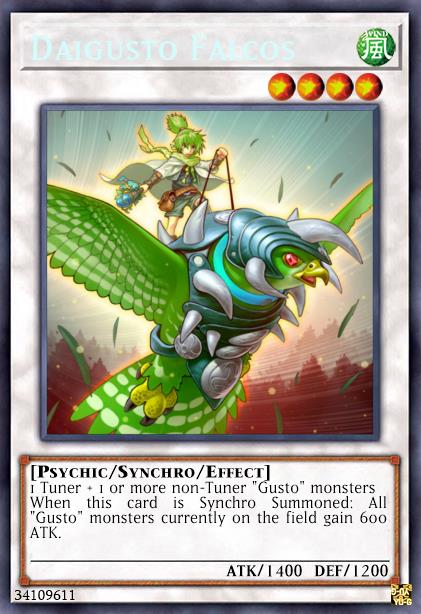 Daigusto Falcos
WIND
風
[Psychic/Synchro/Effect]
1 Tuner + 1 or more non-Tuner "Gusto" monsters
When this card is Synchro Summoned: All
"Gusto" monsters currently on the field gain 600
ATK.
ATK/1400 DEF/1200
34109611